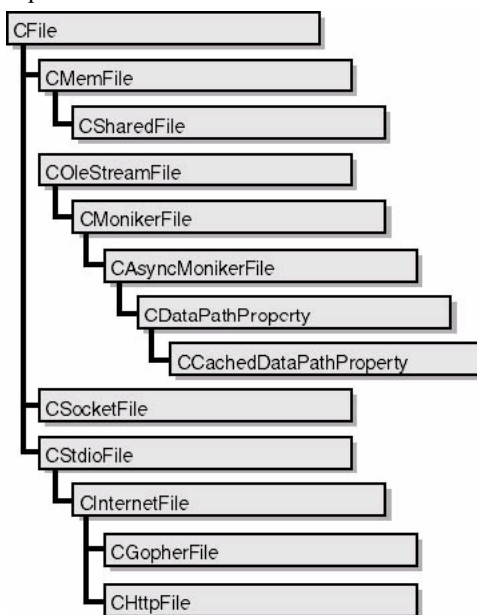 CFile
CMemFile
CSharedFile
COleStreamFile
CMonikerFile
CAsyncMonikerFile
CDataPathProperty
CCachedDataPathProperty
CSocketFile
CStdioFile
CInternetFile
CGopherFile
CHttpFile